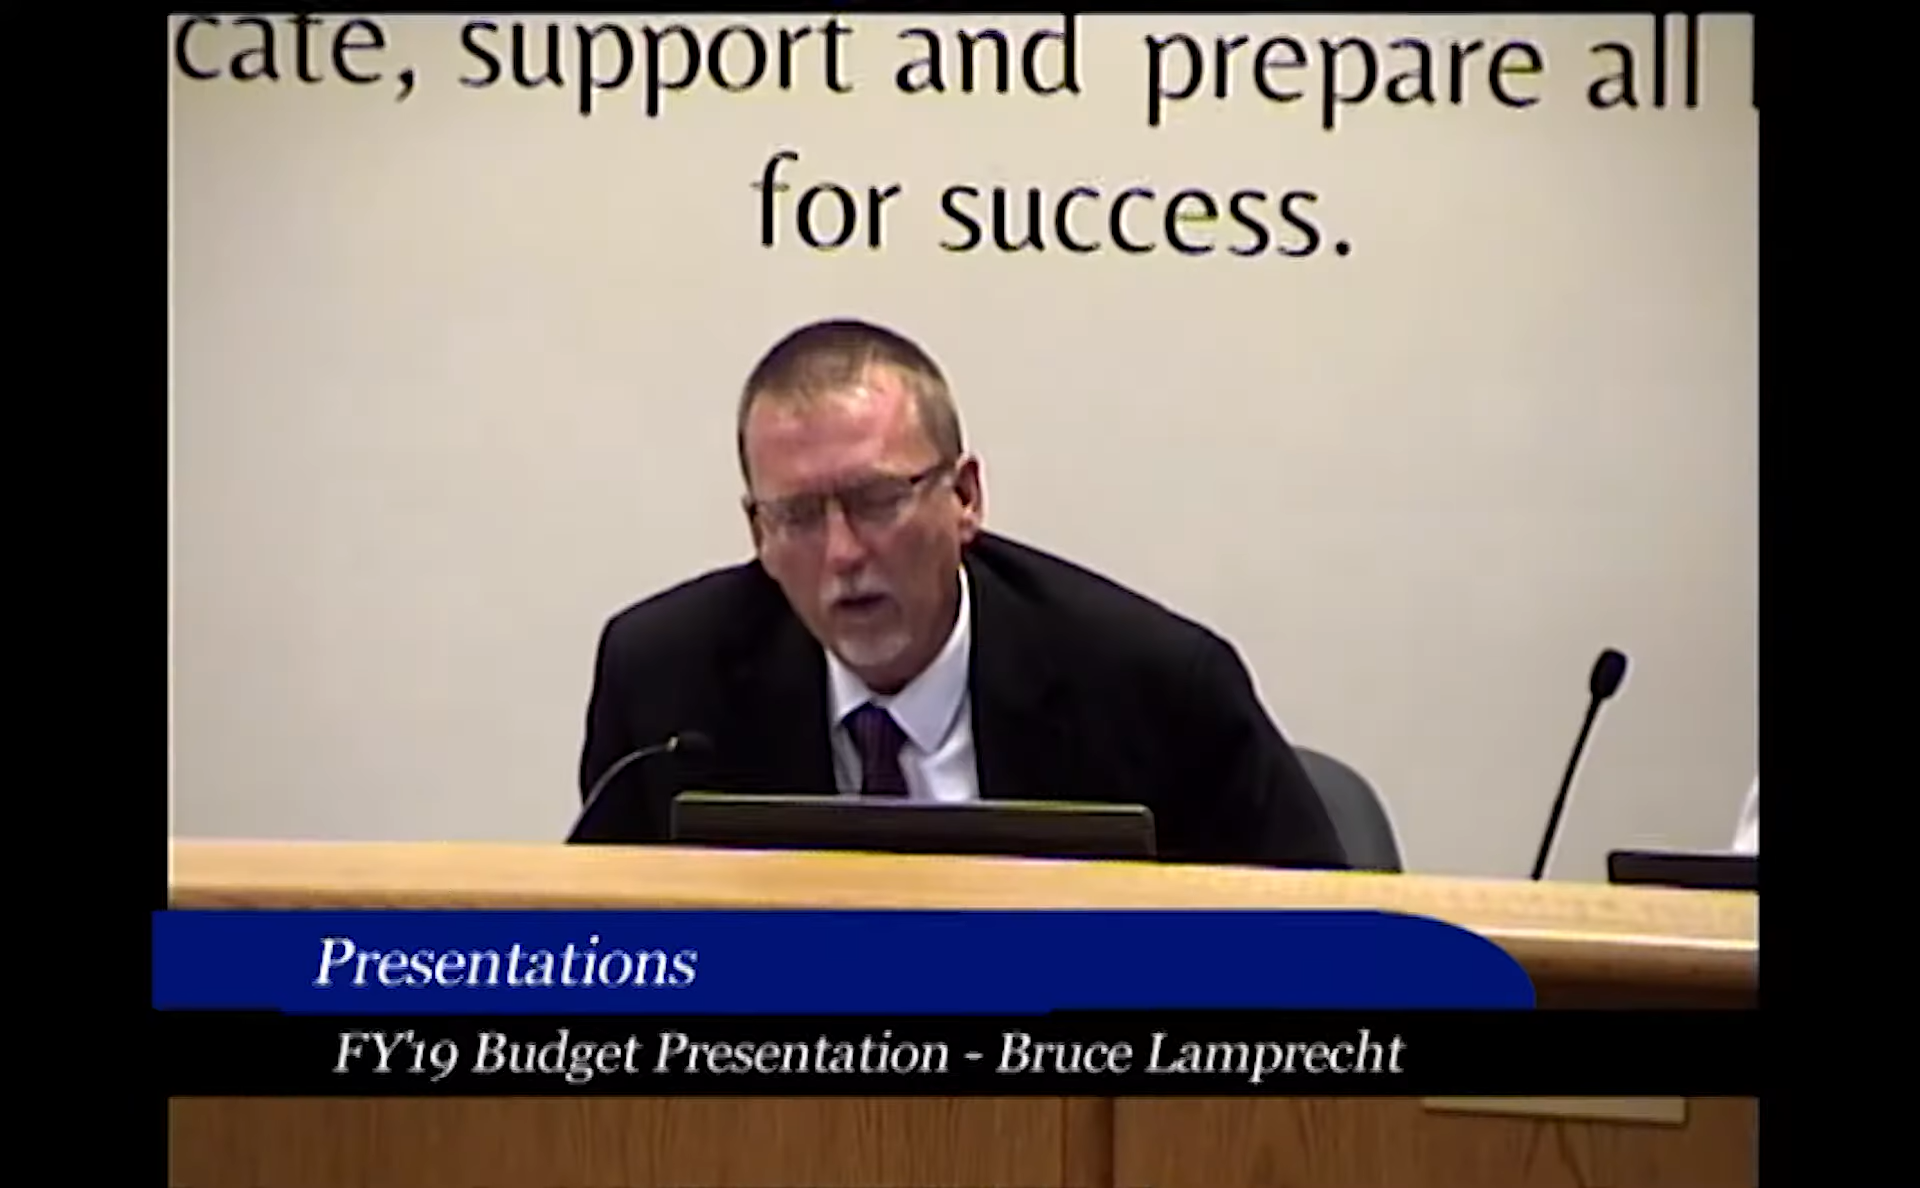 cate, support and prepare all
for success.
Presentations
FY'19 Budget Presentation - Bruce Lamprecht